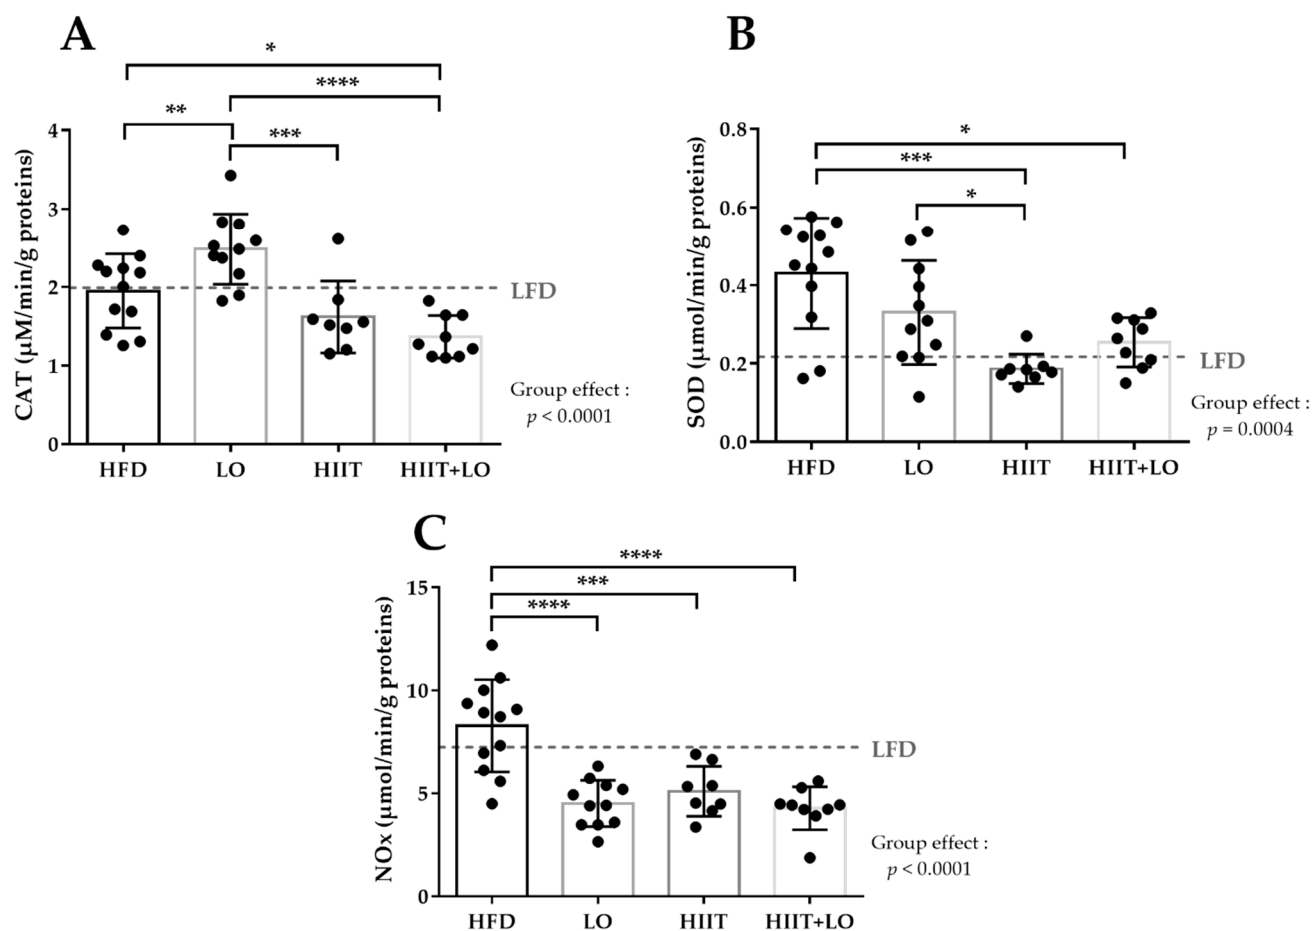 A
*
****
**
***
CAT (µM/min/g proteins)
4
3
2
1
0
LFD
Group effect :
p < 0.0001
HFD LO HIIT HIIT+LO
B
*
***
*
SOD (µmol/min/g proteins)
0.8
0.6
0.4
0.2
0.0
LFD
Group effect :
p = 0.0004
HFD LO HIIT HIIT+LO
C
****
***
****
NOx (µmol/min/g proteins)
15
10
5
0
LFD
Group effect :
p < 0.0001
HFD LO HIIT HIIT+LO